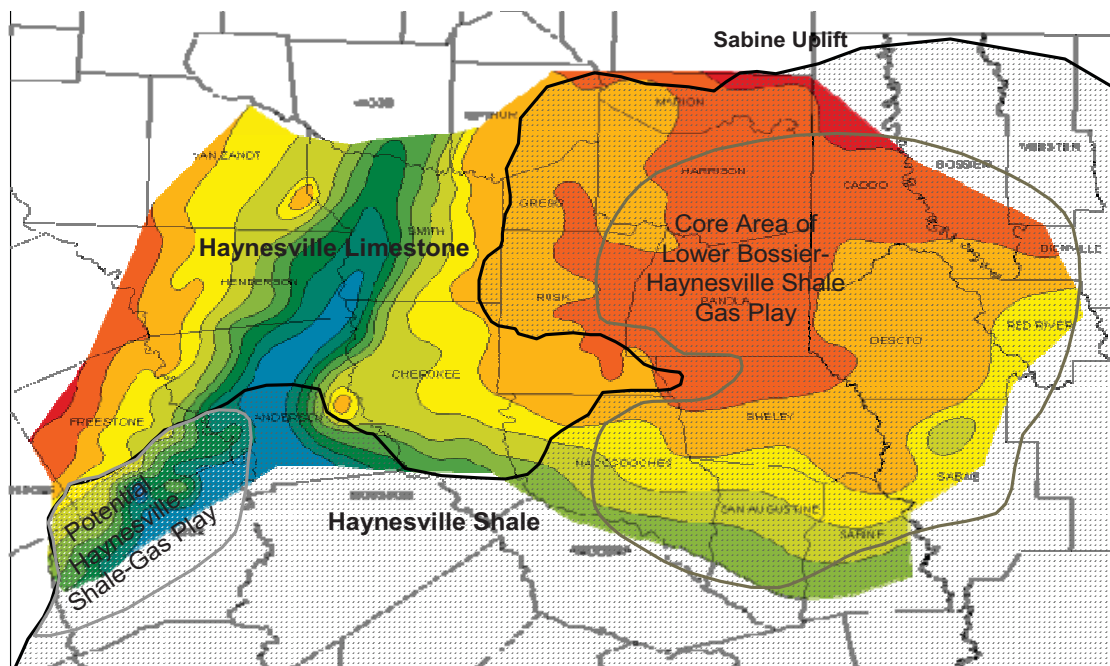 Sabine Uplift
MARION
WEBSTER
VAN ZANDT
BOSSIER
HARRISON
CADDO
GREGG
Core Area of
Lower Bossier-
Haynesville Shale
Gas Play
SMITH
Haynesville Limestone
HENDERSON
RUSK
PANOLA
RED RIVER
DESOTO
CHEROKEE
FREESTONE
ANDERSON
SHELBY
NACOGDOCHES
SABINE
SAN AUGUSTINE
SABINE
Haynesville Shale
Potential
Haynesville
Shale-Gas Play